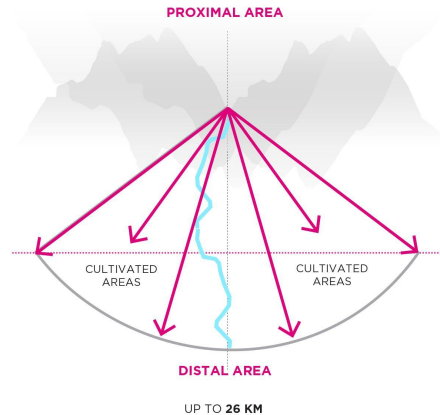 PROXIMAL AREA
CULTIVATED
AREAS
CULTIVATED
AREAS
DISTAL AREA
UP TO 26 KM